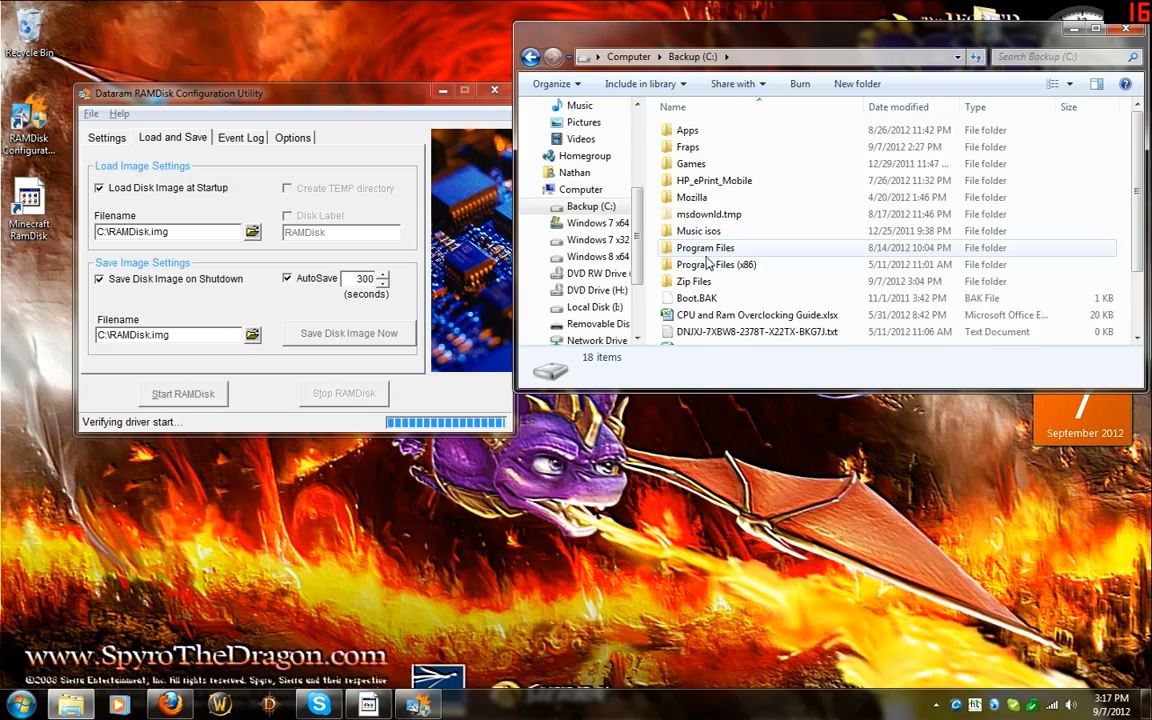 16
Recycle Bin
RAMDisk
Configurat...
Minecraft
RamDisk
Dataram RAMDisk Configuration Utility
File Help
Settings Load and Save Event Log Options
Load Image Settings
Load Disk Image at Startup
Create TEMP directory
Filename
Disk Label
C:\RAMDisk.img
RAMDisk
Save Image Settings
Save Disk Image on Shutdown
AutoSave 300
(seconds)
Filename
C:\RAMDisk.img
Save Disk Image Now
Start RAMDisk
Stop RAMDisk
Verifying driver start...
Computer Backup (C:)
Search Backup (C:)
Organize Include in library Share with Burn New folder
Music
Pictures
Videos
Homegroup
Nathan
Computer
Backup (C:)
Windows 7 x64
Windows 7 x32
Windows 8 x64
DVD RW Drive
DVD Drive (H:)
Local Disk (I:)
Removable Dis
Network Drive
Name Date modified Type Size
Apps 8/26/2012 11:42 PM File folder
Fraps 9/7/2012 2:27 PM File folder
Games 12/29/2011 11:47 ... File folder
HP_ePrint_Mobile 7/26/2012 11:32 PM File folder
Mozilla 4/20/2012 1:46 PM File folder
msdownld.tmp 8/17/2012 11:46 PM File folder
Music isos 12/25/2011 9:38 PM File folder
Program Files 8/14/2012 10:04 PM File folder
Program Files (x86) 5/11/2012 11:01 AM File folder
Zip Files 9/7/2012 3:04 PM File folder
Boot.BAK 11/1/2011 3:42 PM BAK File 1 KB
CPU and Ram Overclocking Guide.xlsx 5/31/2012 8:42 PM Microsoft Office E... 20 KB
DNJXJ-7XBW8-2378T-X22TX-BKG7J.txt 5/11/2012 11:06 AM Text Document 0 KB
18 items
7
September 2012
www.SpyroTheDragon.com
©2008 Sierra Entertainment, Inc. All rights reserved. Spyro, Sierra and their respective
3:17 PM
9/7/2012